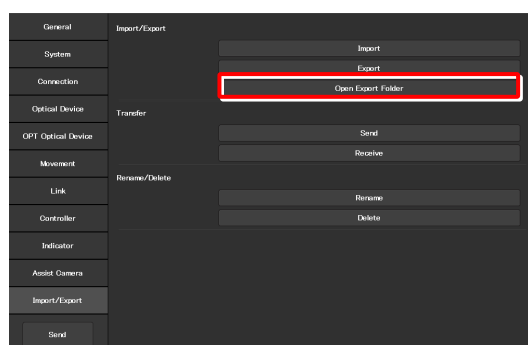 General
System
Connection
Optical Device
OPT Optical Device
Movement
Link
Controller
Indicator
Assist Camera
Import/Export
Send
Import/Export
Import
Export
Open Export Folder
Transfer
Send
Receive
Rename/Delete
Rename
Delete